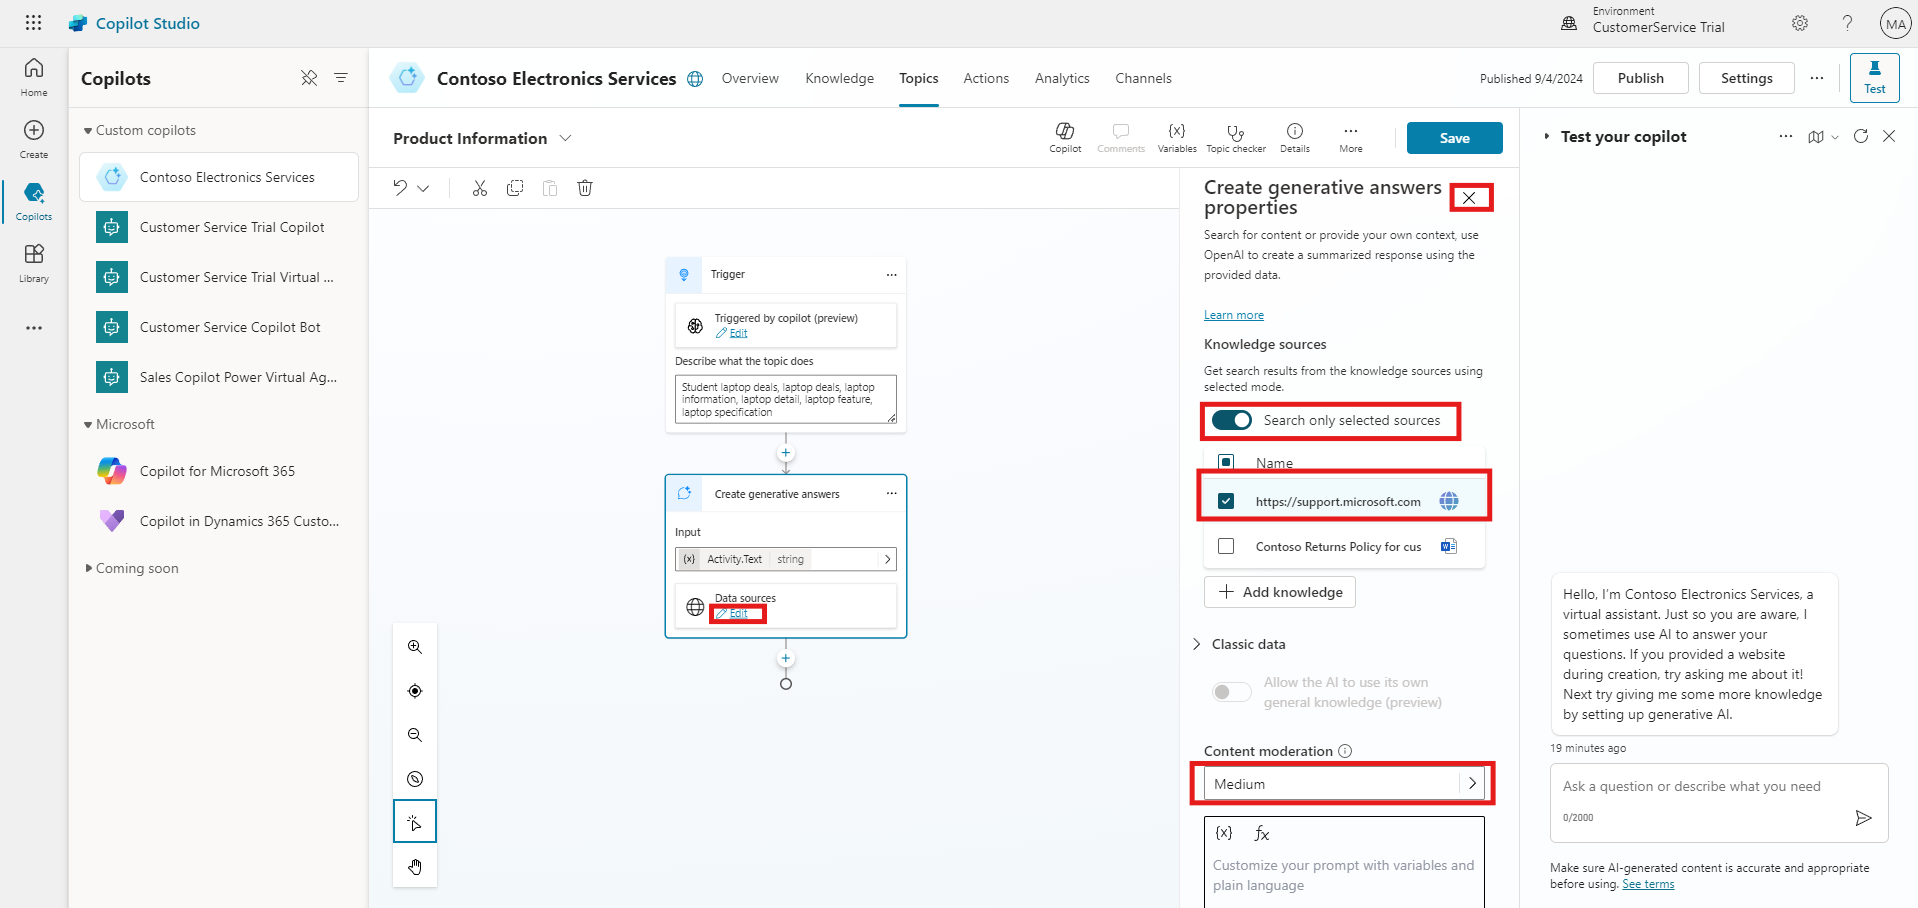 Copilot Studio
Environment
CustomerService Trial
?
MA
Home
Create
Copilots
Library
Copilots
Custom copilots
Contoso Electronics Services
Customer Service Trial Copilot
Customer Service Trial Virtual ...
Customer Service Copilot Bot
Sales Copilot Power Virtual Ag...
Microsoft
Copilot for Microsoft 365
Copilot in Dynamics 365 Custo...
Coming soon
Contoso Electronics Services
Overview
Knowledge
Topics
Actions
Analytics
Channels
Published 9/4/2024
Publish
Settings
Test
Product Information
Copilot
Comments
{x}
Variables
Topic checker
Details
More
Save
Trigger
Triggered by copilot (preview)
Edit
Describe what the topic does
Student laptop deals, laptop deals, laptop
information, laptop detail, laptop feature,
laptop specification
Create generative answers
Input
{x} Activity.Text string
Data sources
Edit
Create generative answers
properties
Search for content or provide your own context, use
OpenAI to create a summarized response using the
provided data.
Learn more
Knowledge sources
Get search results from the knowledge sources using
selected mode.
Search only selected sources
Name
https://support.microsoft.com
Contoso Returns Policy for cus
Add knowledge
Classic data
Allow the AI to use its own
general knowledge (preview)
Content moderation
Medium
{x} fx
Customize your prompt with variables and
plain language
Test your copilot
Hello, I'm Contoso Electronics Services, a
virtual assistant. Just so you are aware, I
sometimes use AI to answer your
questions. If you provided a website
during creation, try asking me about it!
Next try giving me some more knowledge
by setting up generative AI.
19 minutes ago
Ask a question or describe what you need
0/2000
Make sure AI-generated content is accurate and appropriate
before using. See terms